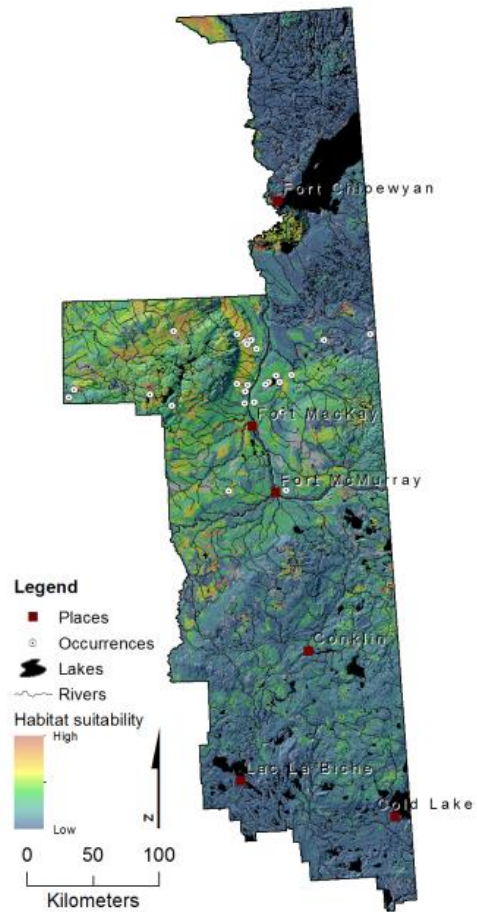 Fort Chipewyan
Fort MacKay
Fort McMurray
Conklin
Lac La Biche
Cold Lake
Legend
Places
Occurrences
Lakes
Rivers
Habitat suitability
High
Low
N
0 50 100
Kilometers